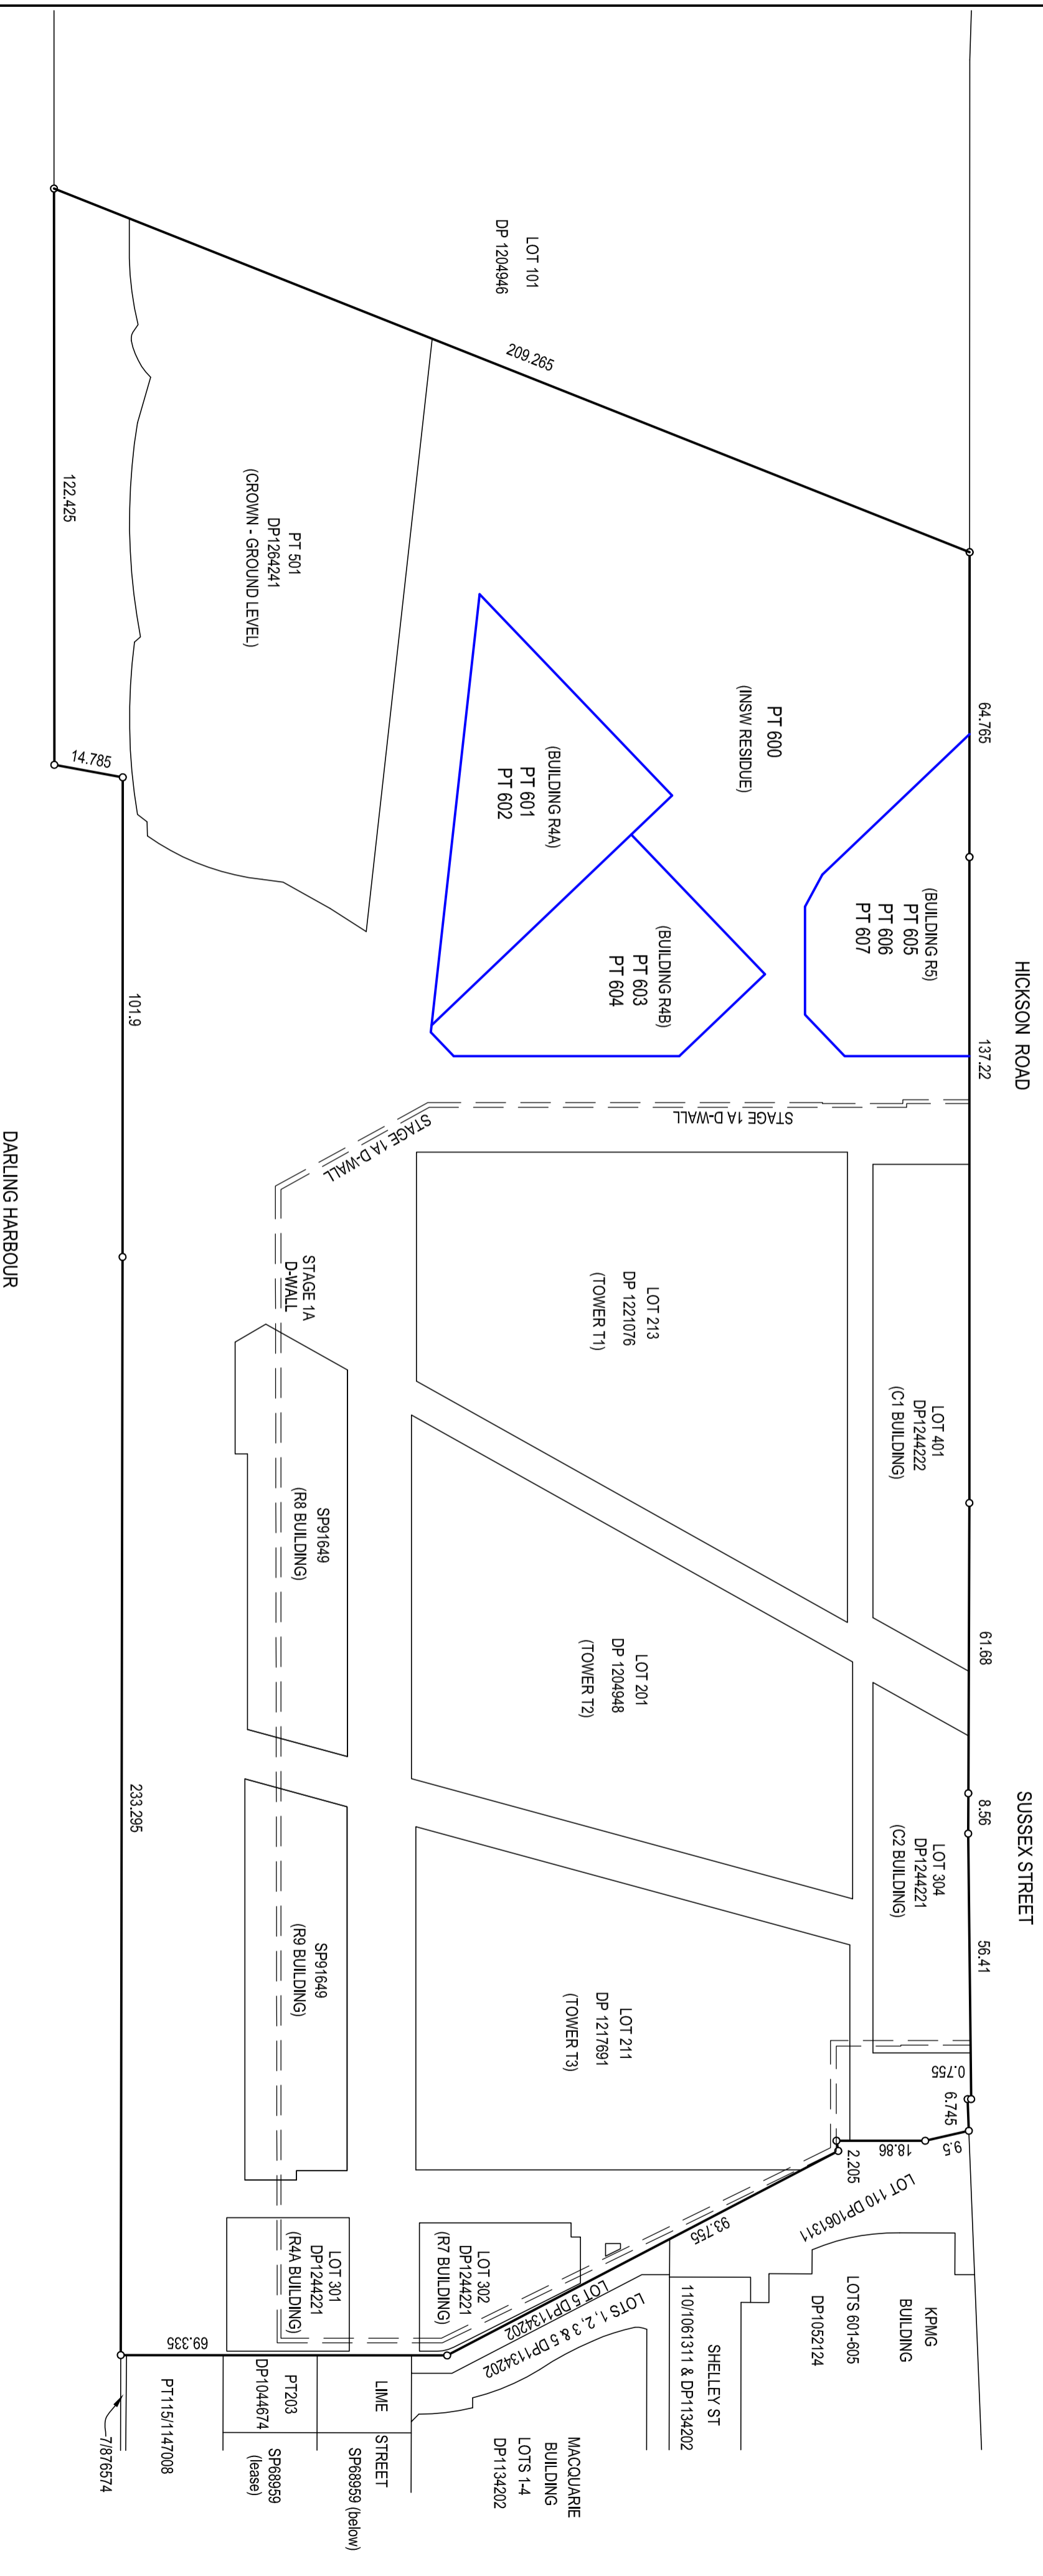 HICKSON ROAD
SUSSEX STREET
DARLING HARBOUR
LOT 101
DP 1204946
209.265
122.425
14.785
101.9
233.295
69.335
64.765
137.22
61.68
8.56
56.41
0.755
6.745
9.5
18.86
2.205
93.755
PT 501
DP1264241
(CROWN - GROUND LEVEL)
PT 600
(INSW RESIDUE)
(BUILDING R4A)
PT 601
PT 602
(BUILDING R4B)
PT 603
PT 604
(BUILDING R5)
PT 605
PT 606
PT 607
STAGE 1A D-WALL
STAGE 1A D-WALL
STAGE 1A
D-WALL
LOT 213
DP 1221076
(TOWER T1)
LOT 401
DP1244222
(C1 BUILDING)
SP91649
(R8 BUILDING)
LOT 201
DP 1204948
(TOWER T2)
LOT 304
DP1244221
(C2 BUILDING)
SP91649
(R9 BUILDING)
LOT 211
DP 1217691
(TOWER T3)
LOT 301
DP1244221
(R4A BUILDING)
LOT 302
DP1244221
(R7 BUILDING)
LOT 5 DP1134202
LOTS 1, 2, 3 & 5 DP1134202
LOT 110 DP1061311
KPMG
BUILDING
LOTS 601-605
DP1052124
SHELLEY ST
110/1061311 & DP1134202
MACQUARIE
BUILDING
LOTS 1-4
DP1134202
LIME STREET
SP68959 (below)
PT203
DP1044674
SP68959
(lease)
PT115/1147008
7/876574